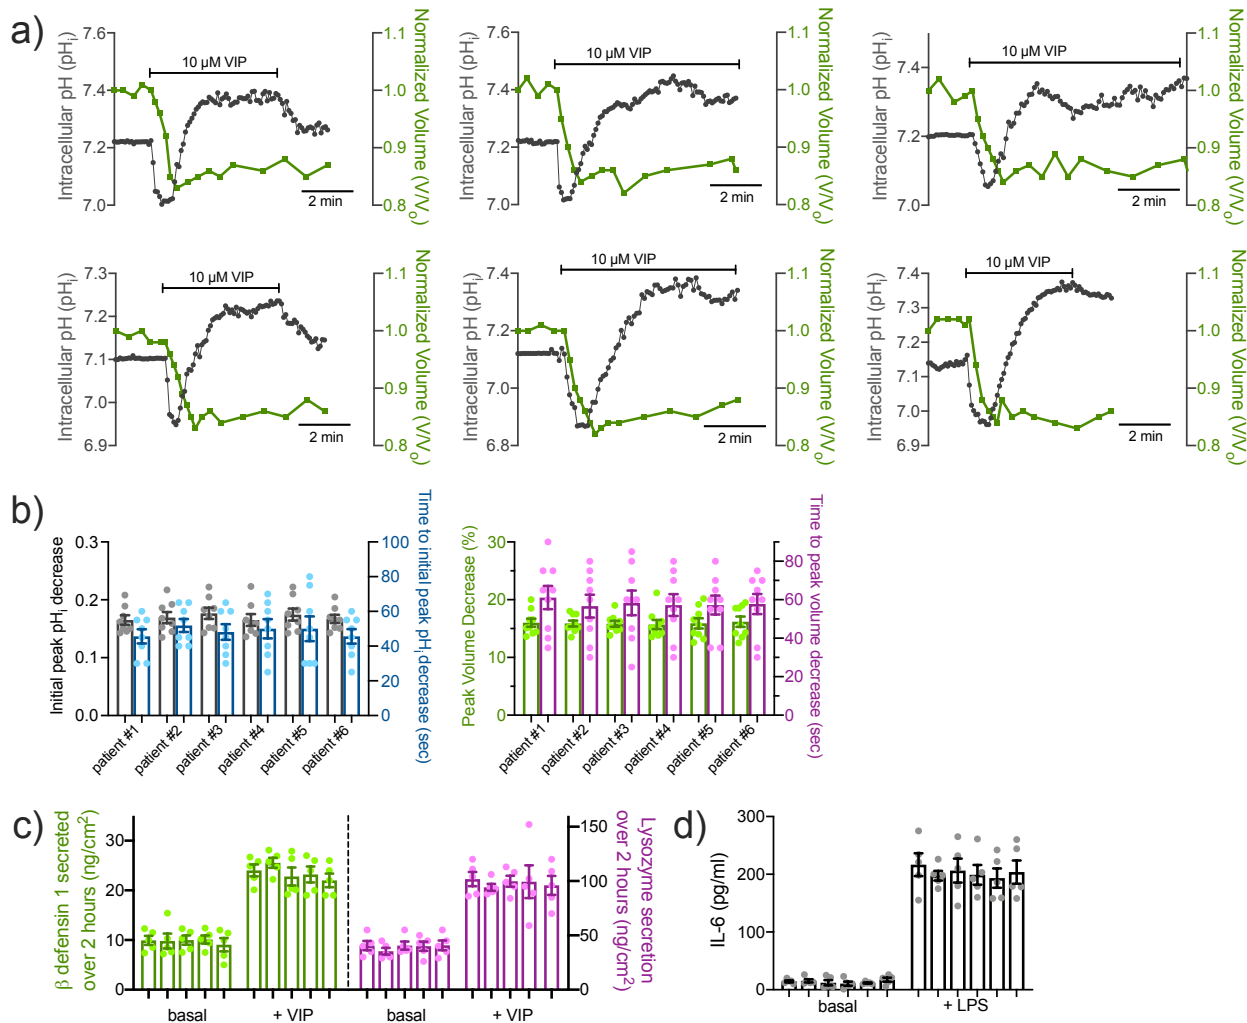 a)
Intracellular pH (pHi)
7.6
7.4
7.2
7.0
10 µM VIP
2 min
1.1
1.0
0.9
0.8
Normalized Volume (V/Vo)
Intracellular pH (pHi)
7.6
7.4
7.2
7.0
10 µM VIP
2 min
1.1
1.0
0.9
0.8
Normalized Volume (V/Vo)
Intracellular pH (pHi)
7.4
7.2
7.0
10 µM VIP
2 min
1.1
1.0
0.9
0.8
Normalized Volume (V/Vo)
Intracellular pH (pHi)
7.3
7.2
7.1
7.0
6.9
10 µM VIP
2 min
1.1
1.0
0.9
0.8
Normalized Volume (V/Vo)
Intracellular pH (pHi)
7.4
7.2
7.0
6.8
10 µM VIP
2 min
1.1
1.0
0.9
0.8
Normalized Volume (V/Vo)
Intracellular pH (pHi)
7.4
7.3
7.2
7.1
7.0
6.9
10 µM VIP
2 min
1.1
1.0
0.9
0.8
Normalized Volume (V/Vo)
b)
Initial peak pHi decrease
0.3
0.2
0.1
0.0
100
80
60
40
20
0
Time to initial peak pHi decrease (sec)
patient #1
patient #2
patient #3
patient #4
patient #5
patient #6
Peak Volume Decrease (%)
30
20
10
0
80
60
40
20
0
Time to peak volume
decrease (sec)
patient #1
patient #2
patient #3
patient #4
patient #5
patient #6
c)
β defensin 1 secreted
over 2 hours (ng/cm²)
30
20
10
0
basal
+ VIP
basal
+ VIP
150
100
50
0
Lysozyme secretion
over 2 hours (ng/cm²)
d)
IL-6 (pg/ml)
300
200
100
0
basal
+ LPS